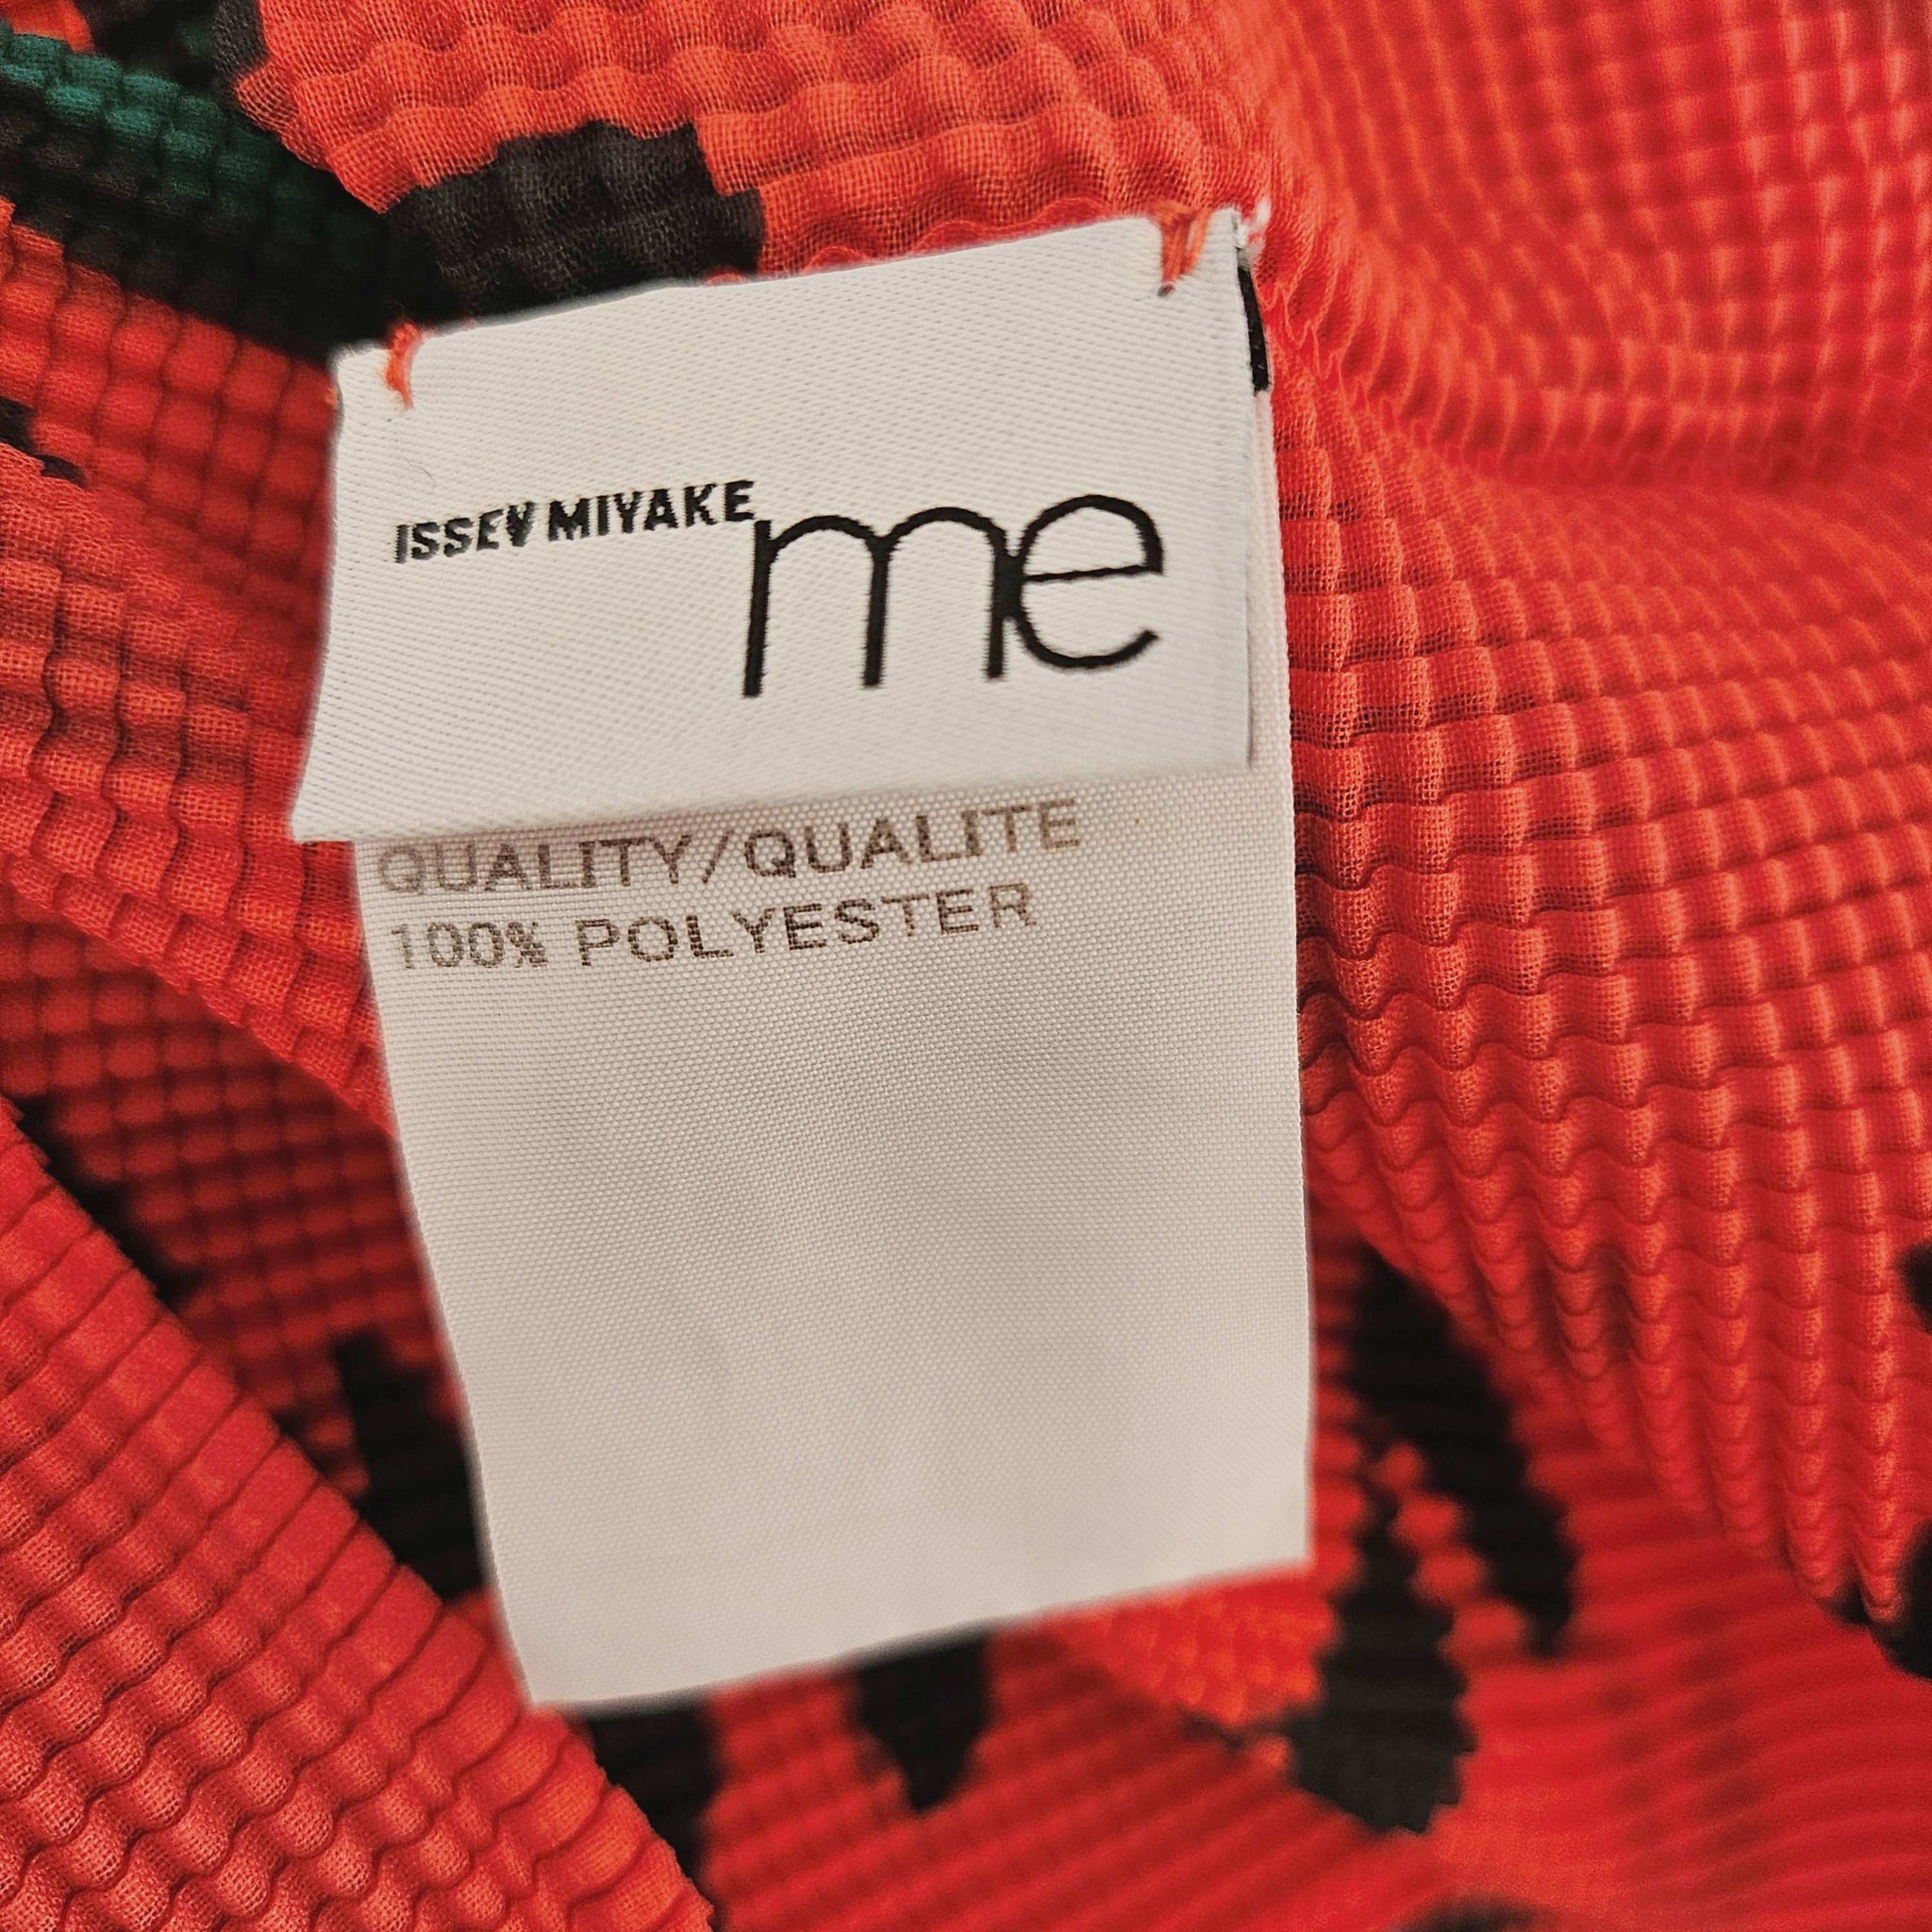 ISSEY MIYAKE me
QUALITY/QUALITE
100% POLYESTER